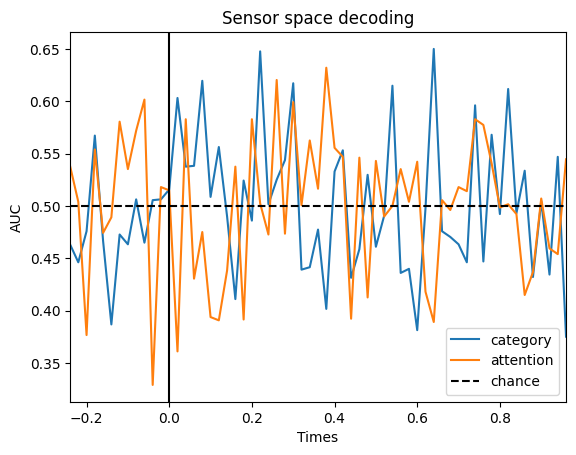 Sensor space decoding
AUC
0.65
0.60
0.55
0.50
0.45
0.40
0.35
category
attention
chance
−0.2
0.0
0.2
0.4
0.6
0.8
Times